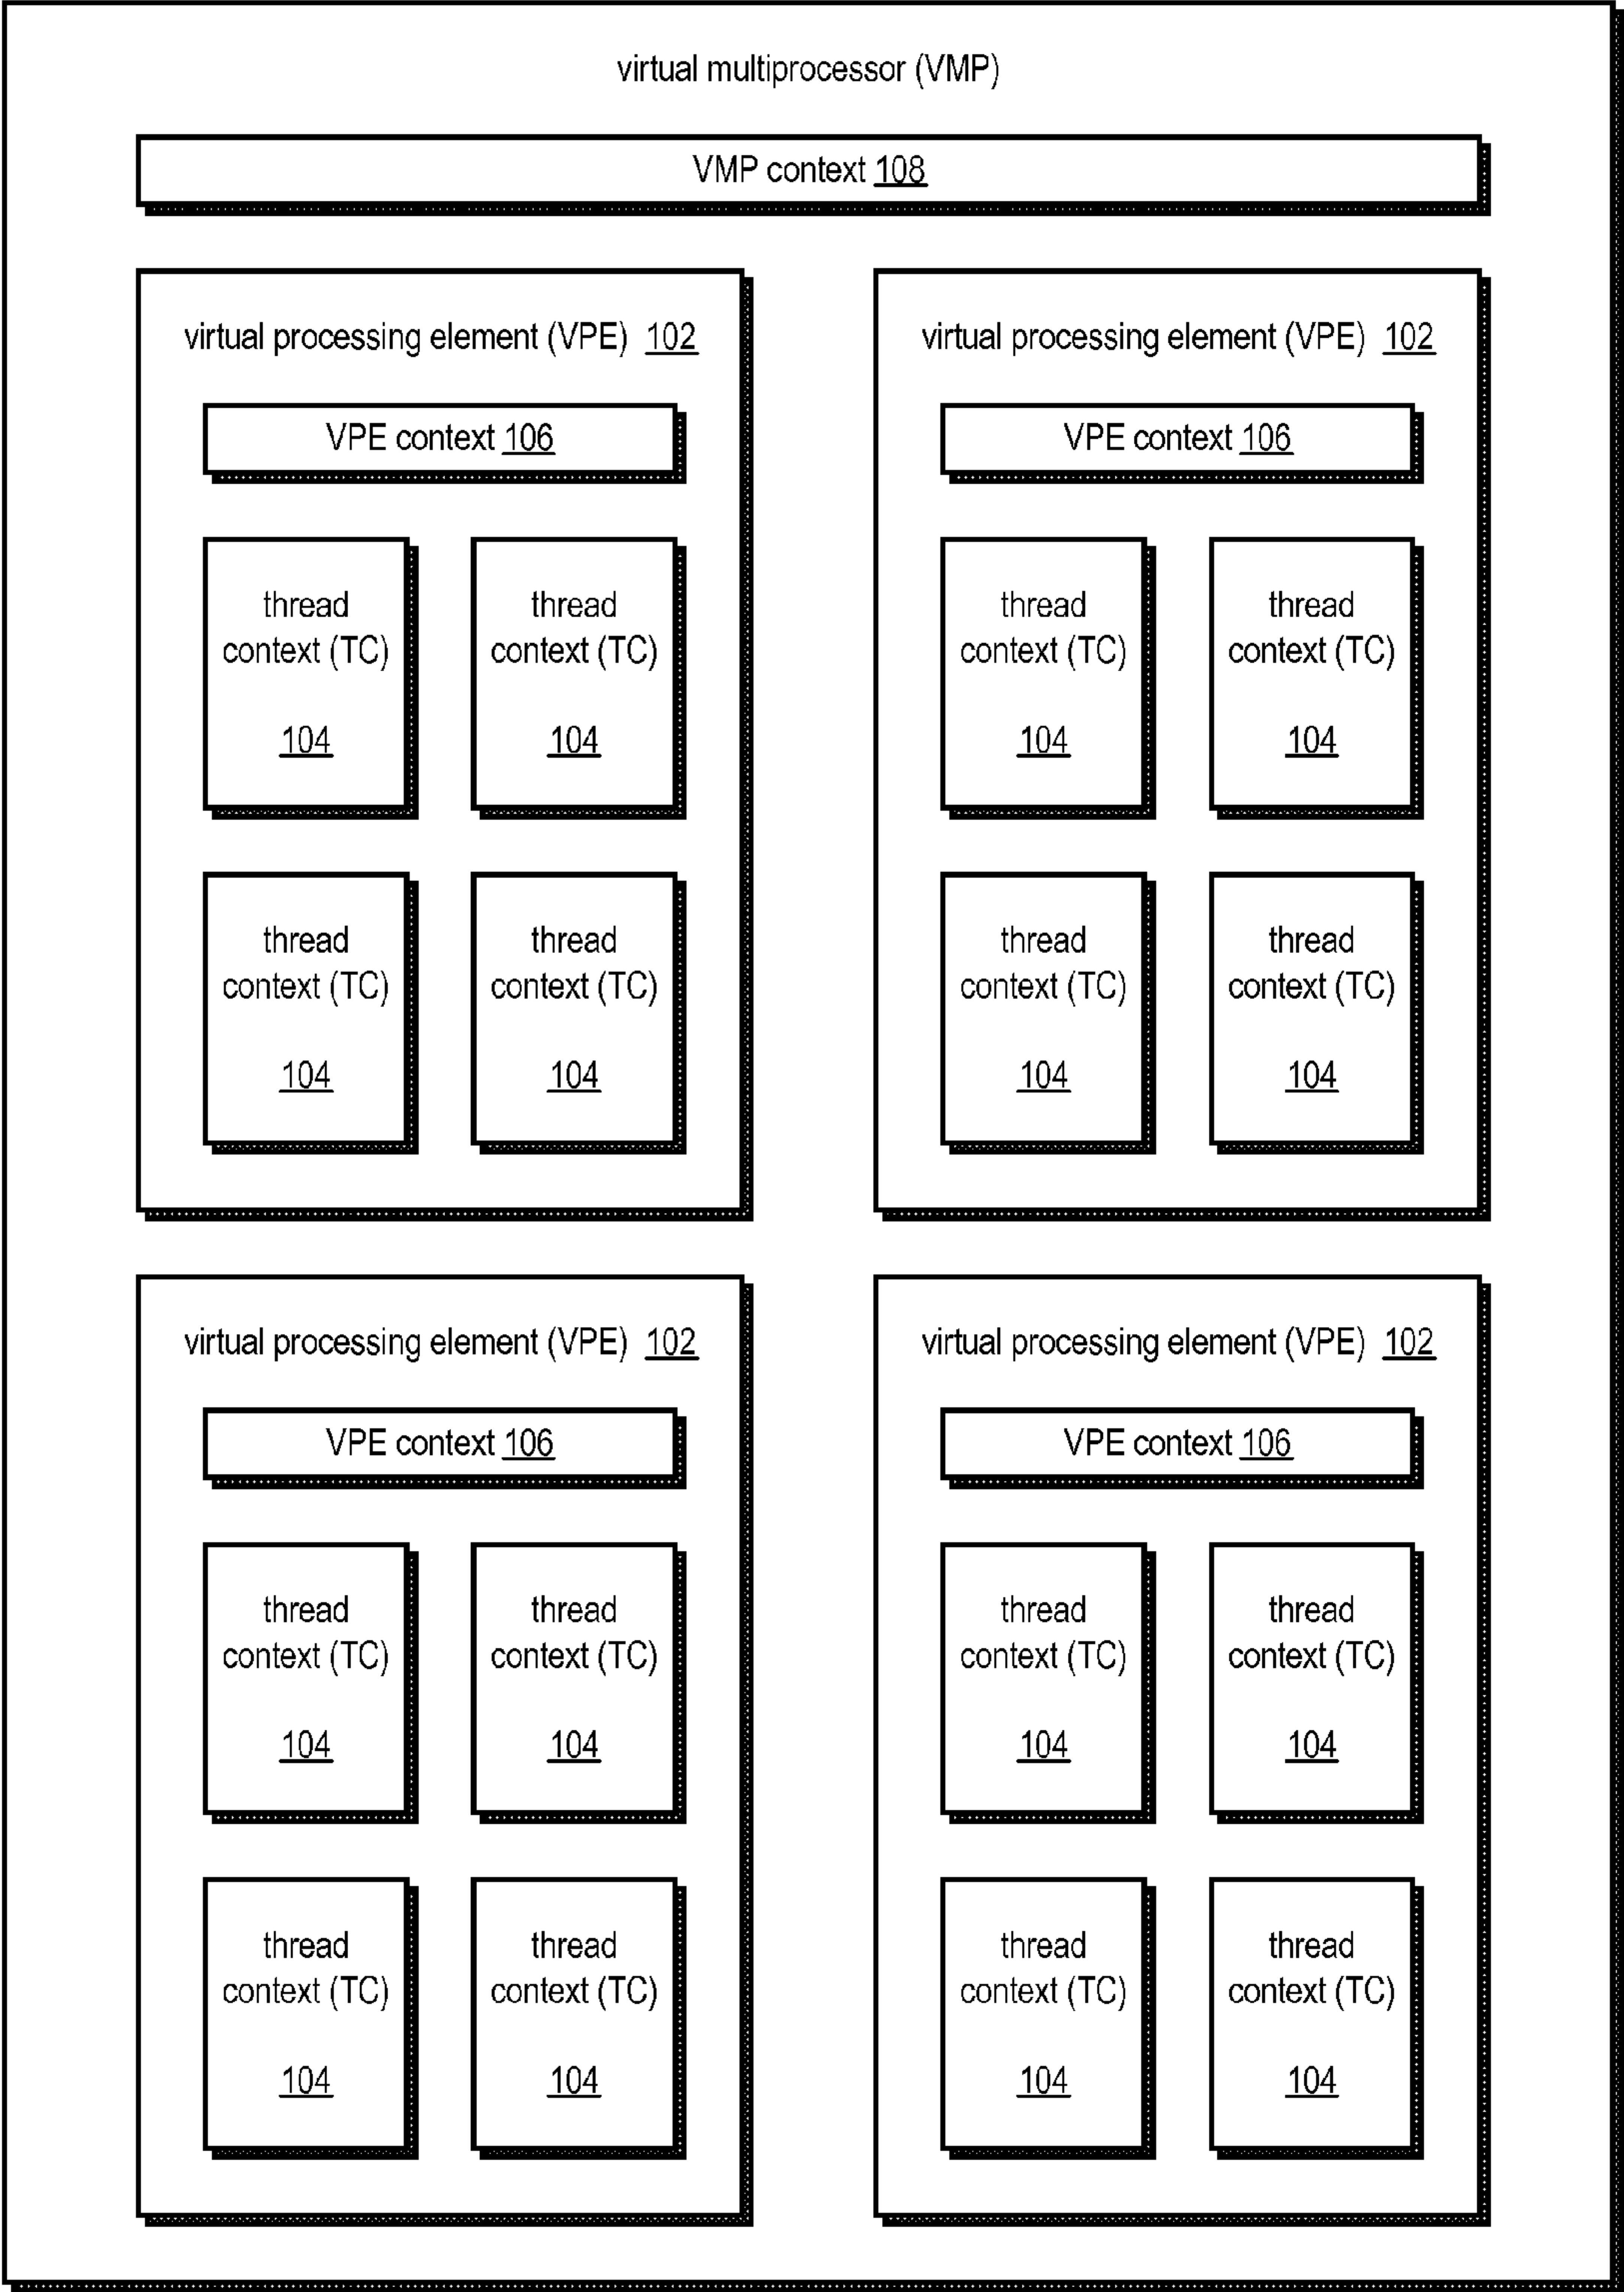 virtual multiprocessor (VMP)
VMP context 108
virtual processing element (VPE) 102
VPE context 106
thread
context (TC)
104
thread
context (TC)
104
thread
context (TC)
104
thread
context (TC)
104
virtual processing element (VPE) 102
VPE context 106
thread
context (TC)
104
thread
context (TC)
104
thread
context (TC)
104
thread
context (TC)
104
virtual processing element (VPE) 102
VPE context 106
thread
context (TC)
104
thread
context (TC)
104
thread
context (TC)
104
thread
context (TC)
104
virtual processing element (VPE) 102
VPE context 106
thread
context (TC)
104
thread
context (TC)
104
thread
context (TC)
104
thread
context (TC)
104